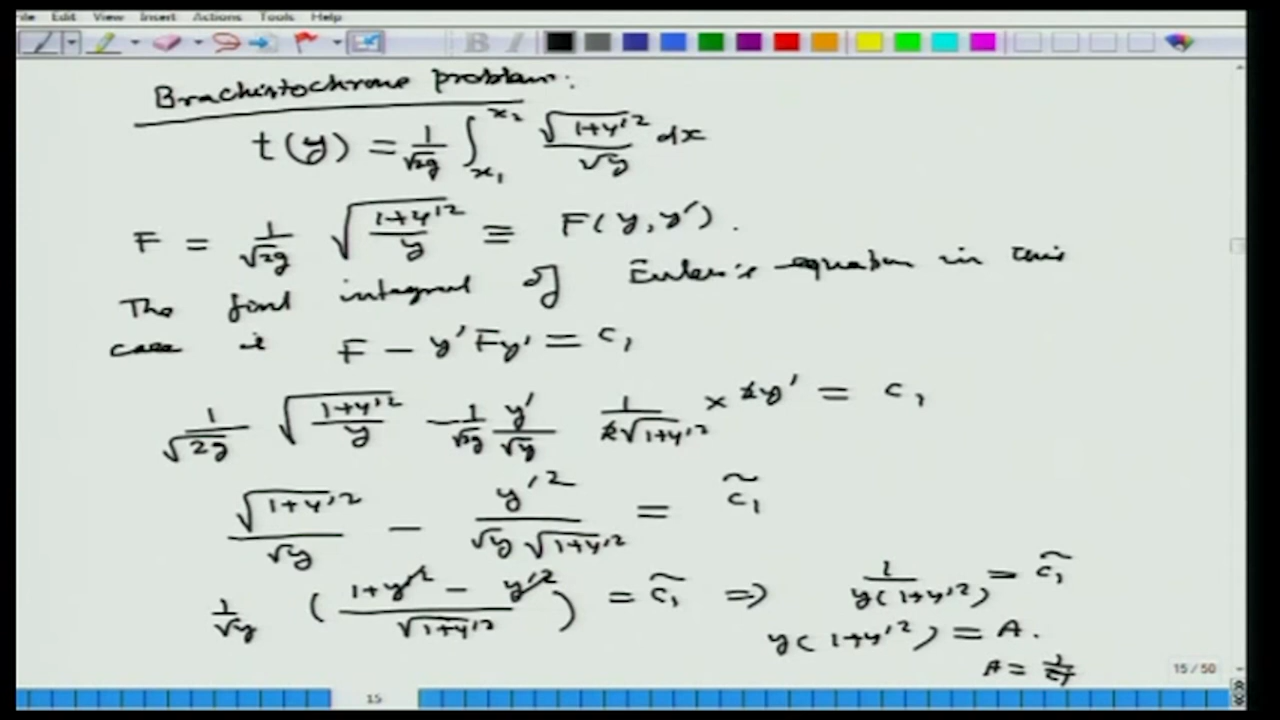 File Edit View Insert Actions Tools Help
Brachistochrone problem:
t(y) = 1/√2g ∫_{x₁}^{x₂} √1+y'² / √y dx
F = 1/√2g √(1+y'²/y) ≡ F(y, y').
The first integral of Euler's equation in this
case is F − y' F_{y'} = c₁
1/√2g √(1+y'²/y) − 1/√2g y'/√y 1/2√1+y'² × 2y' = c₁
√1+y'² / √y − y'² / √y √1+y'² = c̃₁
1/√y (1+y'² − y'² / √1+y'²) = c̃₁ ⇒ 1/y(1+y'²) = c̃₁
y(1+y'²) = A.
A = 1/c̃₁
15/50
15